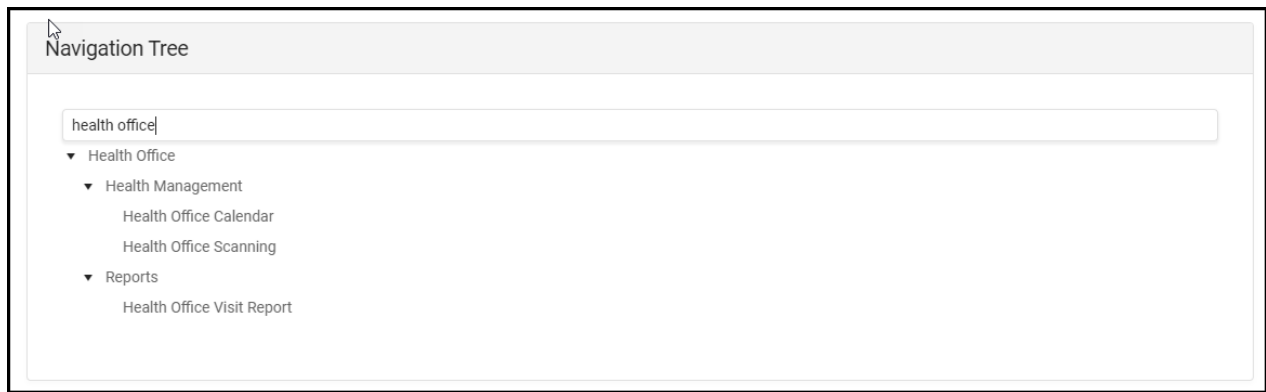 Navigation Tree
health office
Health Office
Health Management
Health Office Calendar
Health Office Scanning
Reports
Health Office Visit Report